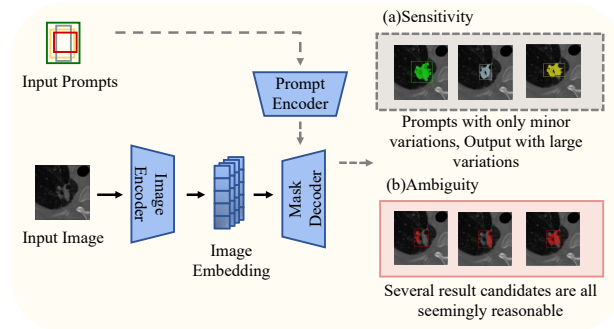 Input Prompts
Prompt
Encoder
(a)Sensitivity
Prompts with only minor
variations, Output with large
variations
Input Image
Image
Encoder
Image
Embedding
Mask
Decoder
(b)Ambiguity
Several result candidates are all
seemingly reasonable